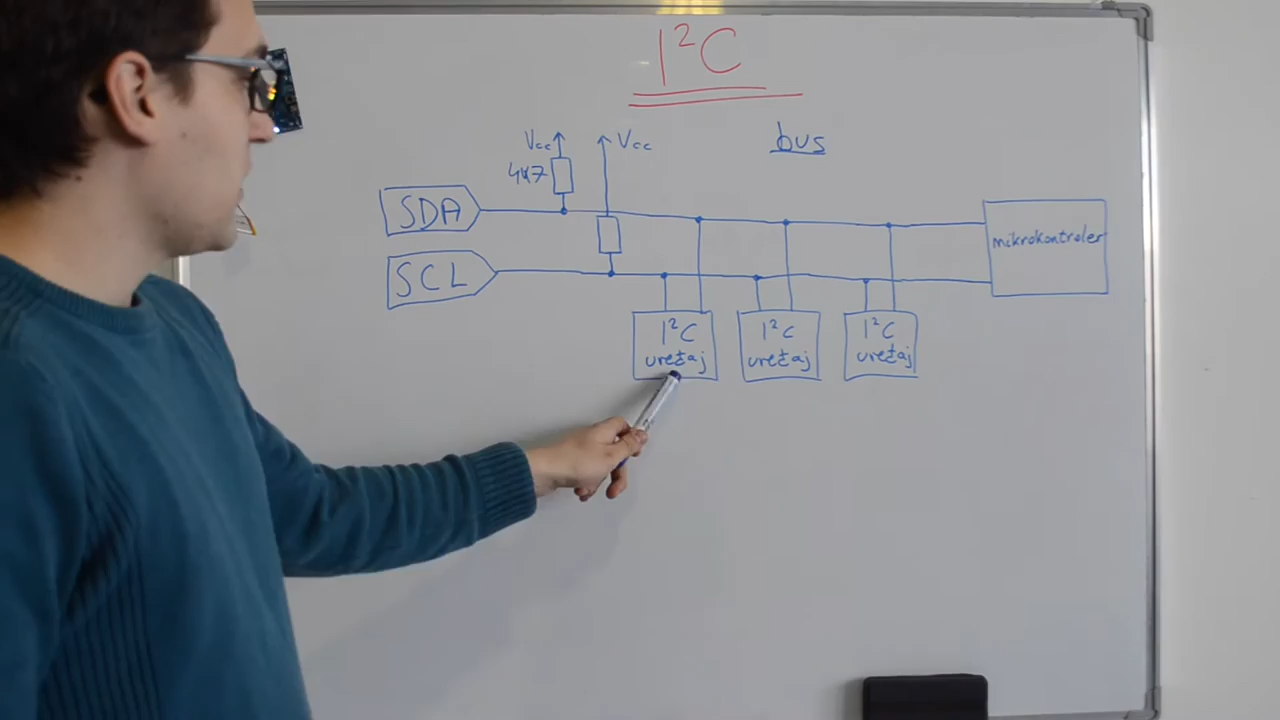 I²C
bus
Vcc
Vcc
4k7
SDA
SCL
mikrokontroler
I²C
uređaj
I²C
uređaj
I²C
uređaj